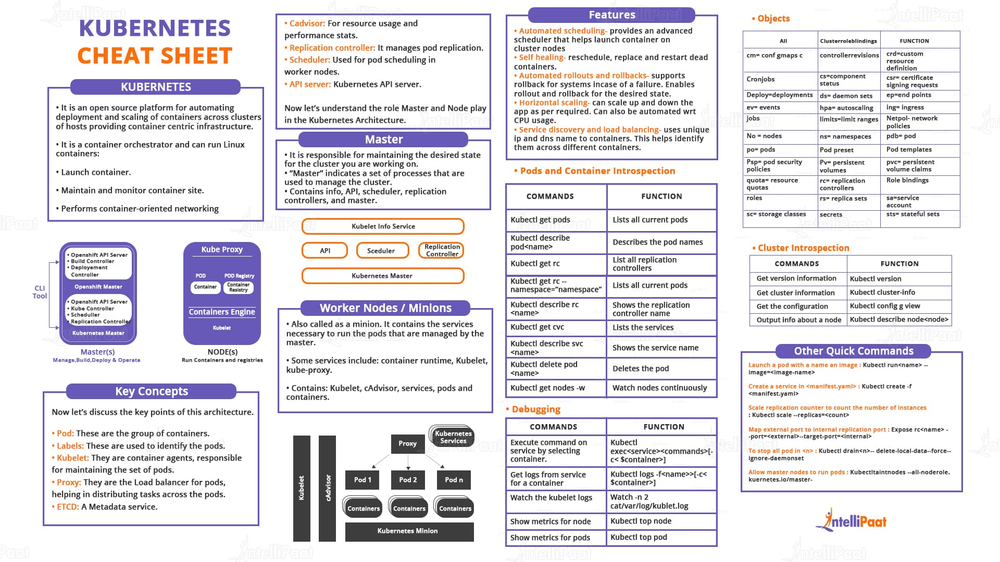 KUBERNETES
CHEAT SHEET
KUBERNETES
• It is an open source platform for automating
deployment and scaling of containers across clusters
of hosts providing container centric infrastructure.
• It is a container orchestrator and can run Linux
containers:
• Launch container.
• Maintain and monitor container site.
• Performs container-oriented networking
CLI
Tool
• Openshift API Server
• Build Controller
• Deployement
Controller
Openshift Master
• Openshift API Server
• Kube Controller
• Scheduller
• Replication Controller
Kubernetes Master
Master(s)
Manage,Build,Deploy & Operate
Kube Proxy
POD
POD Registry
Container
Container
Registry
Containers Engine
Kubelet
NODE(s)
Run Containers and registries
Key Concepts
Now let's discuss the key points of this architecture.
• Pod: These are the group of containers.
• Labels: These are used to identify the pods.
• Kubelet: They are container agents, responsible
for maintaining the set of pods.
• Proxy: They are the Load balancer for pods,
helping in distributing tasks across the pods.
• ETCD: A Metadata service.
• Cadvisor: For resource usage and
performance stats.
• Replication controller: It manages pod replication.
• Scheduler: Used for pod scheduling in
worker nodes.
• API server: Kubernetes API server.
Now let's understand the role Master and Node play
in the Kubernetes Architecture.
Master
• It is responsible for maintaining the desired state
for the cluster you are working on.
• “Master” indicates a set of processes that are
used to manage the cluster.
• Contains info, API, scheduler, replication
controllers, and master.
Kubelet Info Service
API
Sceduler
Replication
Controller
Kubernetes Master
Worker Nodes / Minions
• Also called as a minion. It contains the services
necessary to run the pods that are managed by the
master.
• Some services include: container runtime, Kubelet,
kube-proxy.
• Contains: Kubelet, cAdvisor, services, pods and
containers.
Kubelet
cAdvisor
Proxy
Kubernetes
Services
Pod 1
Pod 2
Pod n
Containers
Containers
Containers
Kubernetes Minion
Features
• Automated scheduling- provides an advanced
scheduler that helps launch container on
cluster nodes
• Self healing- reschedule, replace and restart dead
containers.
• Automated rollouts and rollbacks- supports
rollback for systems incase of a failure. Enables
rollout and rollback for the desired state.
• Horizontal scaling- can scale up and down the
app as per required. Can also be automated wrt
CPU usage.
• Service discovery and load balancing- uses unique
ip and dns name to containers. This helps identify
them across different containers.
• Pods and Container Introspection
COMMANDS FUNCTION
Kubectl get pods Lists all current pods
Kubectl describe
pod<name>
Describes the pod names
Kubectl get rc
List all replication
controllers
Kubectl get rc --
namespace=”namespace”
Lists all current pods
Kubectl describe rc
<name>
Shows the replication
controller name
Kubectl get cvc Lists the services
Kubectl describe svc
<name>
Shows the service name
Kubectl delete pod
<name>
Deletes the pod
Kubectl get nodes -w Watch nodes continuously
• Debugging
COMMANDS FUNCTION
Execute command on
service by selecting
container.
Kubectl
exec<service><commands>[-
c< $container>]
Get logs from service
for a container
Kubectl logs -f<name>>[-c<
$container>]
Watch the kubelet logs
Watch -n 2
cat/var/log/kublet.log
Show metrics for node Kubectl top node
Show metrics for pods Kubectl top pod
• Objects
All Clusterroleblindings FUNCTION
cm= conf gmaps c controllerrevisions
crd=custom
resource
definition
Cronjobs
cs=component
status
csr= certificate
signing requests
Deploy=deployments ds= daemon sets ep=end points
ev= events hpa= autoscaling ing= ingress
jobs limits=limit ranges
Netpol- network
policies
No = nodes ns= namespaces pdb= pod
po= pods Pod preset Pod templates
Psp= pod security
policies
Pv= persistent
volumes
pvc= persistent
volume claims
quota= resource
quotas
rc= replication
controllers
Role bindings
roles rs= replica sets
sa=service
account
sc= storage classes secrets sts= stateful sets
• Cluster Introspection
COMMANDS FUNCTION
Get version information Kubectl version
Get cluster information Kubectl cluster-info
Get the configuration Kubectl config g view
Output info about a node Kubectl describe node<node>
Other Quick Commands
Launch a pod with a name an image : Kubectl run<name> --
image=<image-name>
Create a service in <manifest.yaml> : Kubectl create -f
<manifest.yaml>
Scale replication counter to count the number of instances
: Kubectl scale --replicas=<count>
Map external port to internal replication port : Expose rc<name> -
-port=<external>--target-port=<internal>
To stop all pod in <n> : Kubectl drain<n>-- delete-local-data--force--
ignore-daemonset
Allow master nodes to run pods : Kubectltaintnodes --all-noderole.
kuernetes.io/master-
IntelliPaat